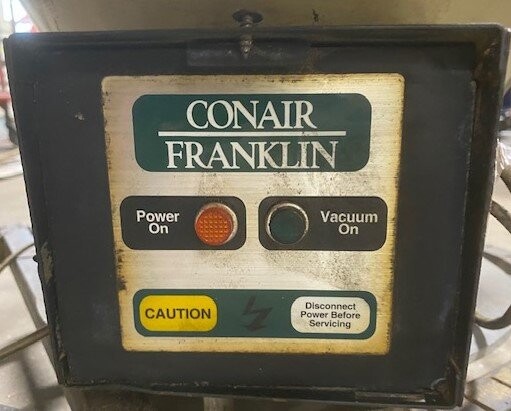 CONAIR
FRANKLIN
Power
On
Vacuum
On
CAUTION
Disconnect
Power Before
Servicing